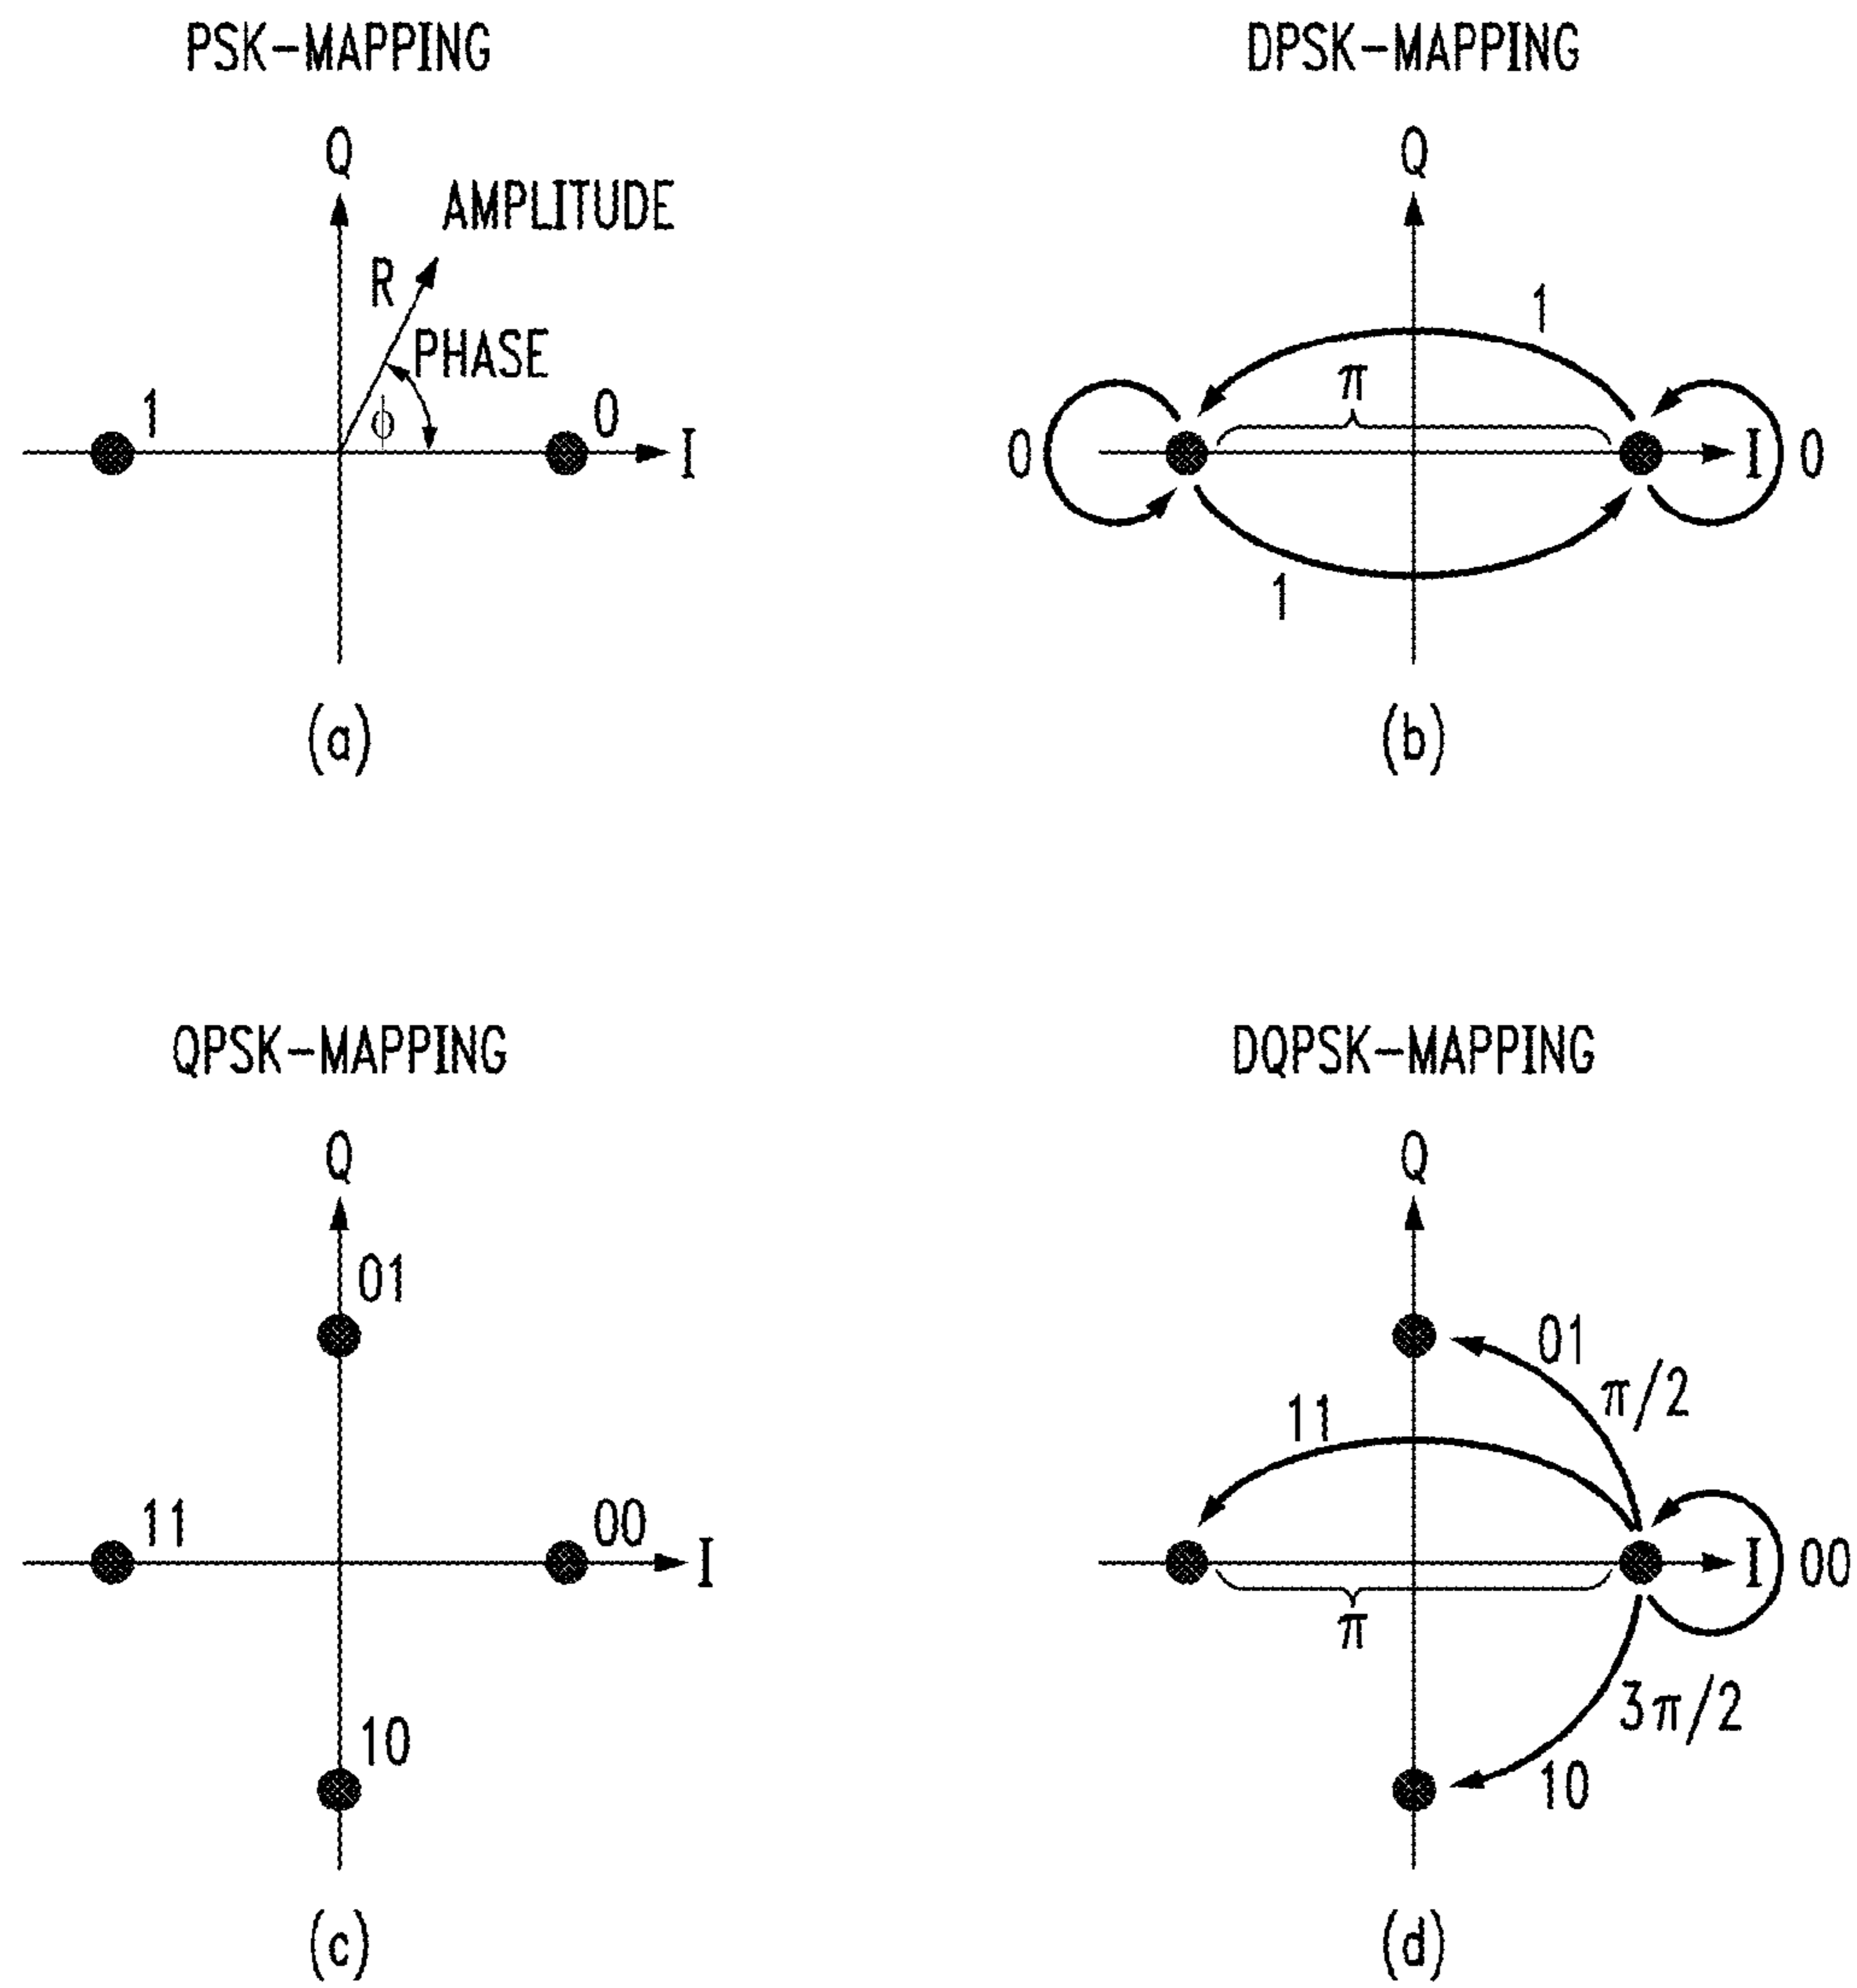 PSK-MAPPING
Q
AMPLITUDE
R
PHASE
ϕ
1
0
I
(a)
DPSK-MAPPING
Q
1
π
0
I
0
1
(b)
QPSK-MAPPING
Q
01
11
00
I
10
(c)
DQPSK-MAPPING
Q
01
π/2
11
I
00
π
3π/2
10
(d)